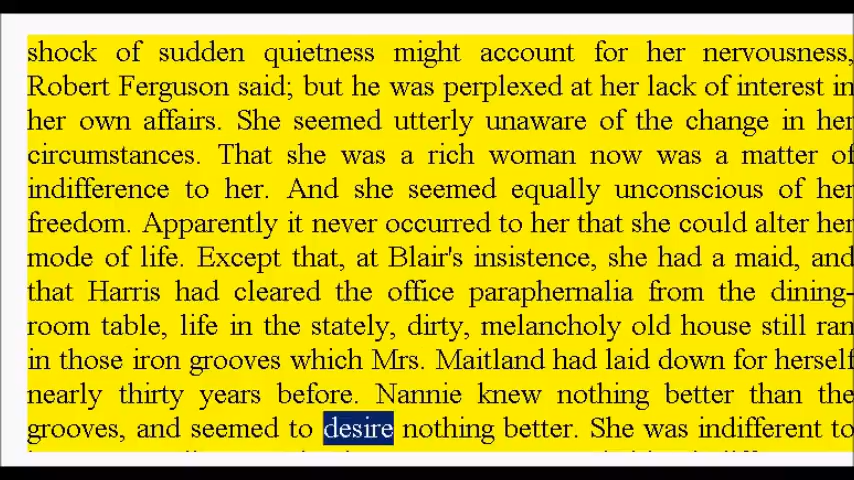 shock of sudden quietness might account for her nervousness,
Robert Ferguson said; but he was perplexed at her lack of interest in
her own affairs. She seemed utterly unaware of the change in her
circumstances. That she was a rich woman now was a matter of
indifference to her. And she seemed equally unconscious of her
freedom. Apparently it never occurred to her that she could alter her
mode of life. Except that, at Blair's insistence, she had a maid, and
that Harris had cleared the office paraphernalia from the dining-
room table, life in the stately, dirty, melancholy old house still ran
in those iron grooves which Mrs. Maitland had laid down for herself
nearly thirty years before. Nannie knew nothing better than the
grooves, and seemed to desire nothing better. She was indifferent to